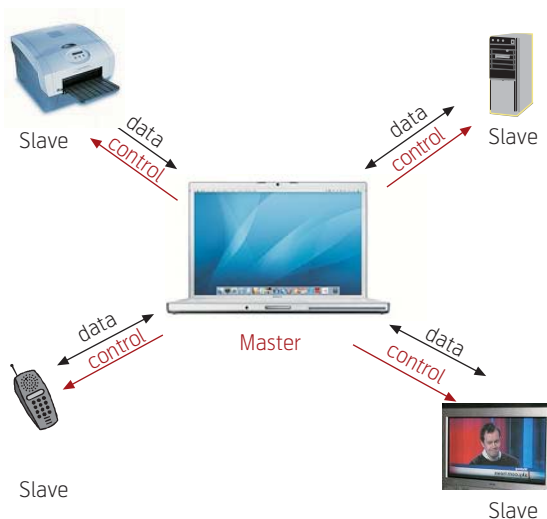 Slave
data
control
data
control
Slave
Master
data
control
data
control
Slave
Slave